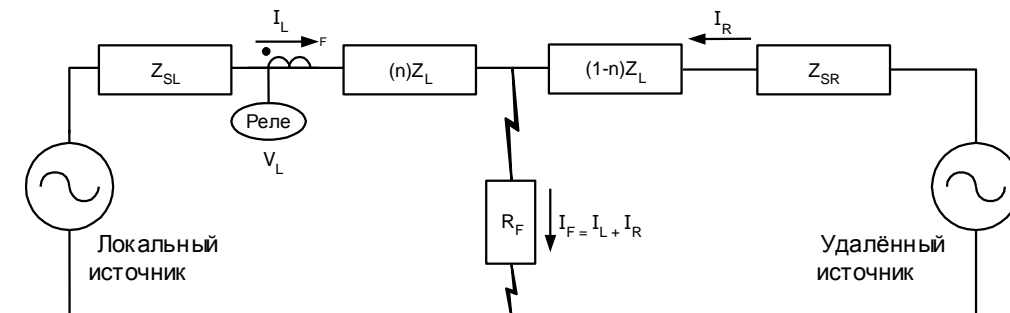 I_L
F
I_R
Z_SL
(n)Z_L
(1-n)Z_L
Z_SR
Реле
V_L
R_F
I_F = I_L + I_R
Локальный
источник
Удалённый
источник